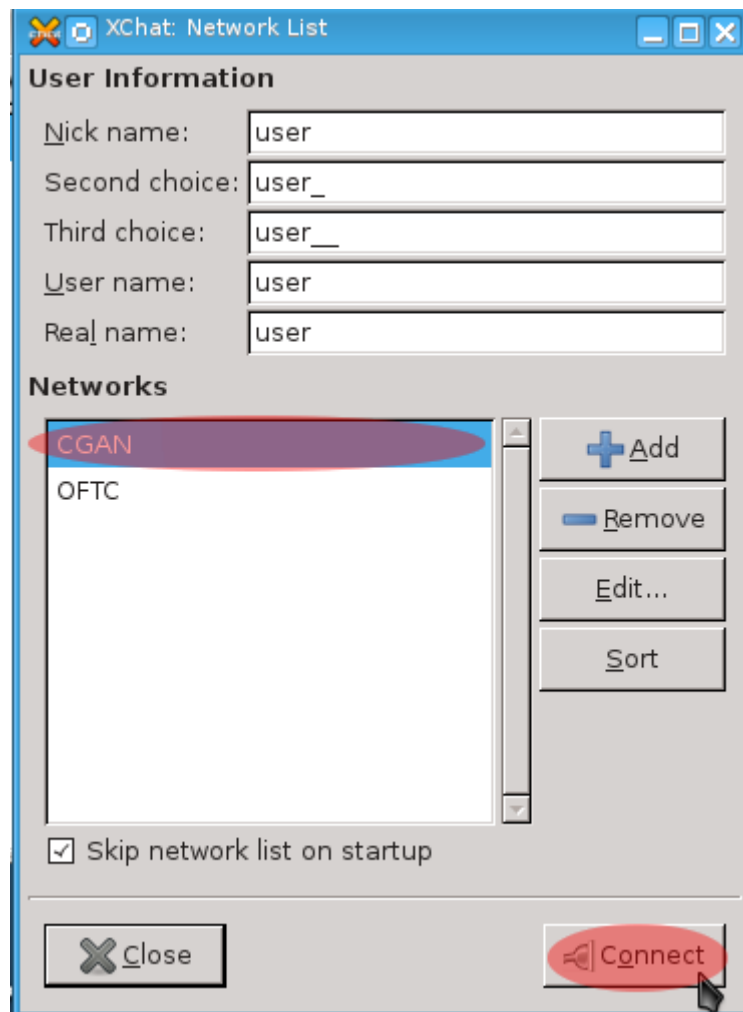 XChat: Network List
User Information
Nick name: user
Second choice: user_
Third choice: user__
User name: user
Real name: user
Networks
CGAN
OFTC
Add
Remove
Edit...
Sort
Skip network list on startup
Close
Connect